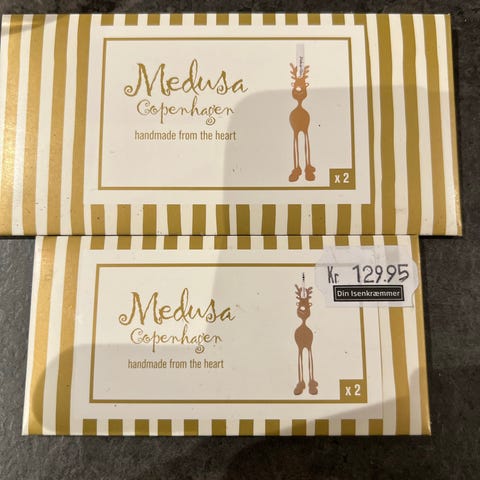 Medusa
Copenhagen
handmade from the heart
x 2
Kr 129.95
Din Isenkræmmer
Medusa
Copenhagen
handmade from the heart
x 2